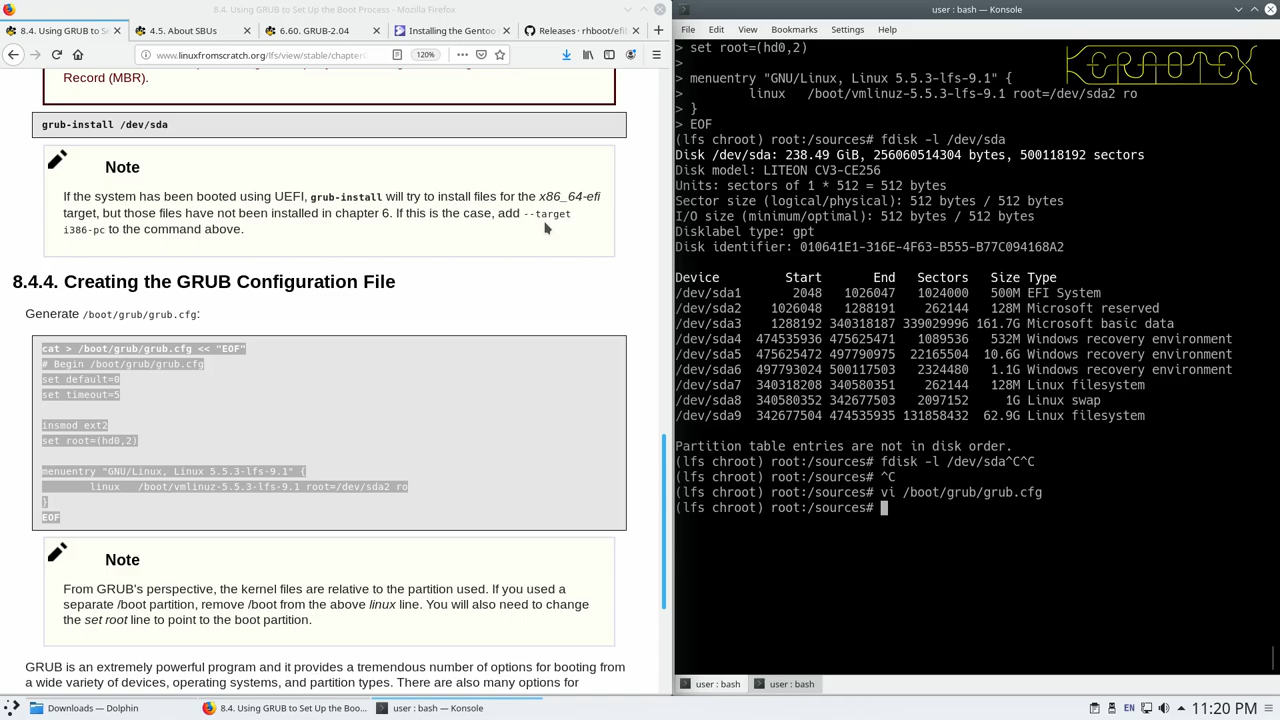 8.4. Using GRUB to Set Up the Boot Process - Mozilla Firefox
8.4. Using GRUB to S
4.5. About SBUs
6.60. GRUB-2.04
Installing the Gentoo
Releases · rhboot/efi
www.linuxfromscratch.org/lfs/view/stable/chapter
120%
Record (MBR).
grub-install /dev/sda
Note
If the system has been booted using UEFI, grub-install will try to install files for the x86_64-efi
target, but those files have not been installed in chapter 6. If this is the case, add --target
i386-pc to the command above.
8.4.4. Creating the GRUB Configuration File
Generate /boot/grub/grub.cfg:
cat > /boot/grub/grub.cfg << "EOF"
# Begin /boot/grub/grub.cfg
set default=0
set timeout=5
insmod ext2
set root=(hd0,2)
menuentry "GNU/Linux, Linux 5.5.3-lfs-9.1" {
linux /boot/vmlinuz-5.5.3-lfs-9.1 root=/dev/sda2 ro
}
EOF
Note
From GRUB's perspective, the kernel files are relative to the partition used. If you used a
separate /boot partition, remove /boot from the above linux line. You will also need to change
the set root line to point to the boot partition.
GRUB is an extremely powerful program and it provides a tremendous number of options for booting from
a wide variety of devices, operating systems, and partition types. There are also many options for
user : bash — Konsole
File Edit View Bookmarks Settings Help
> set root=(hd0,2)
>
> menuentry "GNU/Linux, Linux 5.5.3-lfs-9.1" {
> linux /boot/vmlinuz-5.5.3-lfs-9.1 root=/dev/sda2 ro
> }
> EOF
(lfs chroot) root:/sources# fdisk -l /dev/sda
Disk /dev/sda: 238.49 GiB, 256060514304 bytes, 500118192 sectors
Disk model: LITEON CV3-CE256
Units: sectors of 1 * 512 = 512 bytes
Sector size (logical/physical): 512 bytes / 512 bytes
I/O size (minimum/optimal): 512 bytes / 512 bytes
Disklabel type: gpt
Disk identifier: 010641E1-316E-4F63-B555-B77C094168A2
Device Start End Sectors Size Type
/dev/sda1 2048 1026047 1024000 500M EFI System
/dev/sda2 1026048 1288191 262144 128M Microsoft reserved
/dev/sda3 1288192 340318187 339029996 161.7G Microsoft basic data
/dev/sda4 474535936 475625471 1089536 532M Windows recovery environment
/dev/sda5 475625472 497790975 22165504 10.6G Windows recovery environment
/dev/sda6 497793024 500117503 2324480 1.1G Windows recovery environment
/dev/sda7 340318208 340580351 262144 128M Linux filesystem
/dev/sda8 340580352 342677503 2097152 1G Linux swap
/dev/sda9 342677504 474535935 131858432 62.9G Linux filesystem
Partition table entries are not in disk order.
(lfs chroot) root:/sources# fdisk -l /dev/sda^C^C
(lfs chroot) root:/sources# ^C
(lfs chroot) root:/sources# vi /boot/grub/grub.cfg
(lfs chroot) root:/sources#
user : bash
user : bash
Downloads — Dolphin
8.4. Using GRUB to Set Up the Boo...
user : bash — Konsole
EN
11:20 PM